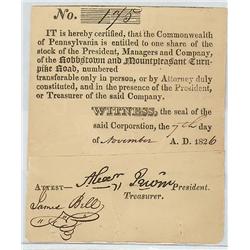 No. 175
IT is hereby certified, that the Commonwealth
of Pennsylvania is entitled to one share of the
stock of the President, Managers and Company,
of the Robbstown and Mountpleasant Turn-
pike Road, numbered
transferable only in person, or by Attorney duly
constituted, and in the presence of the President,
or Treasurer of the said Company.
WITNESS, the seal of the
said Corporation, the 7th day
of November A. D. 1826
ATTEST— President.
James Bell Treasurer.